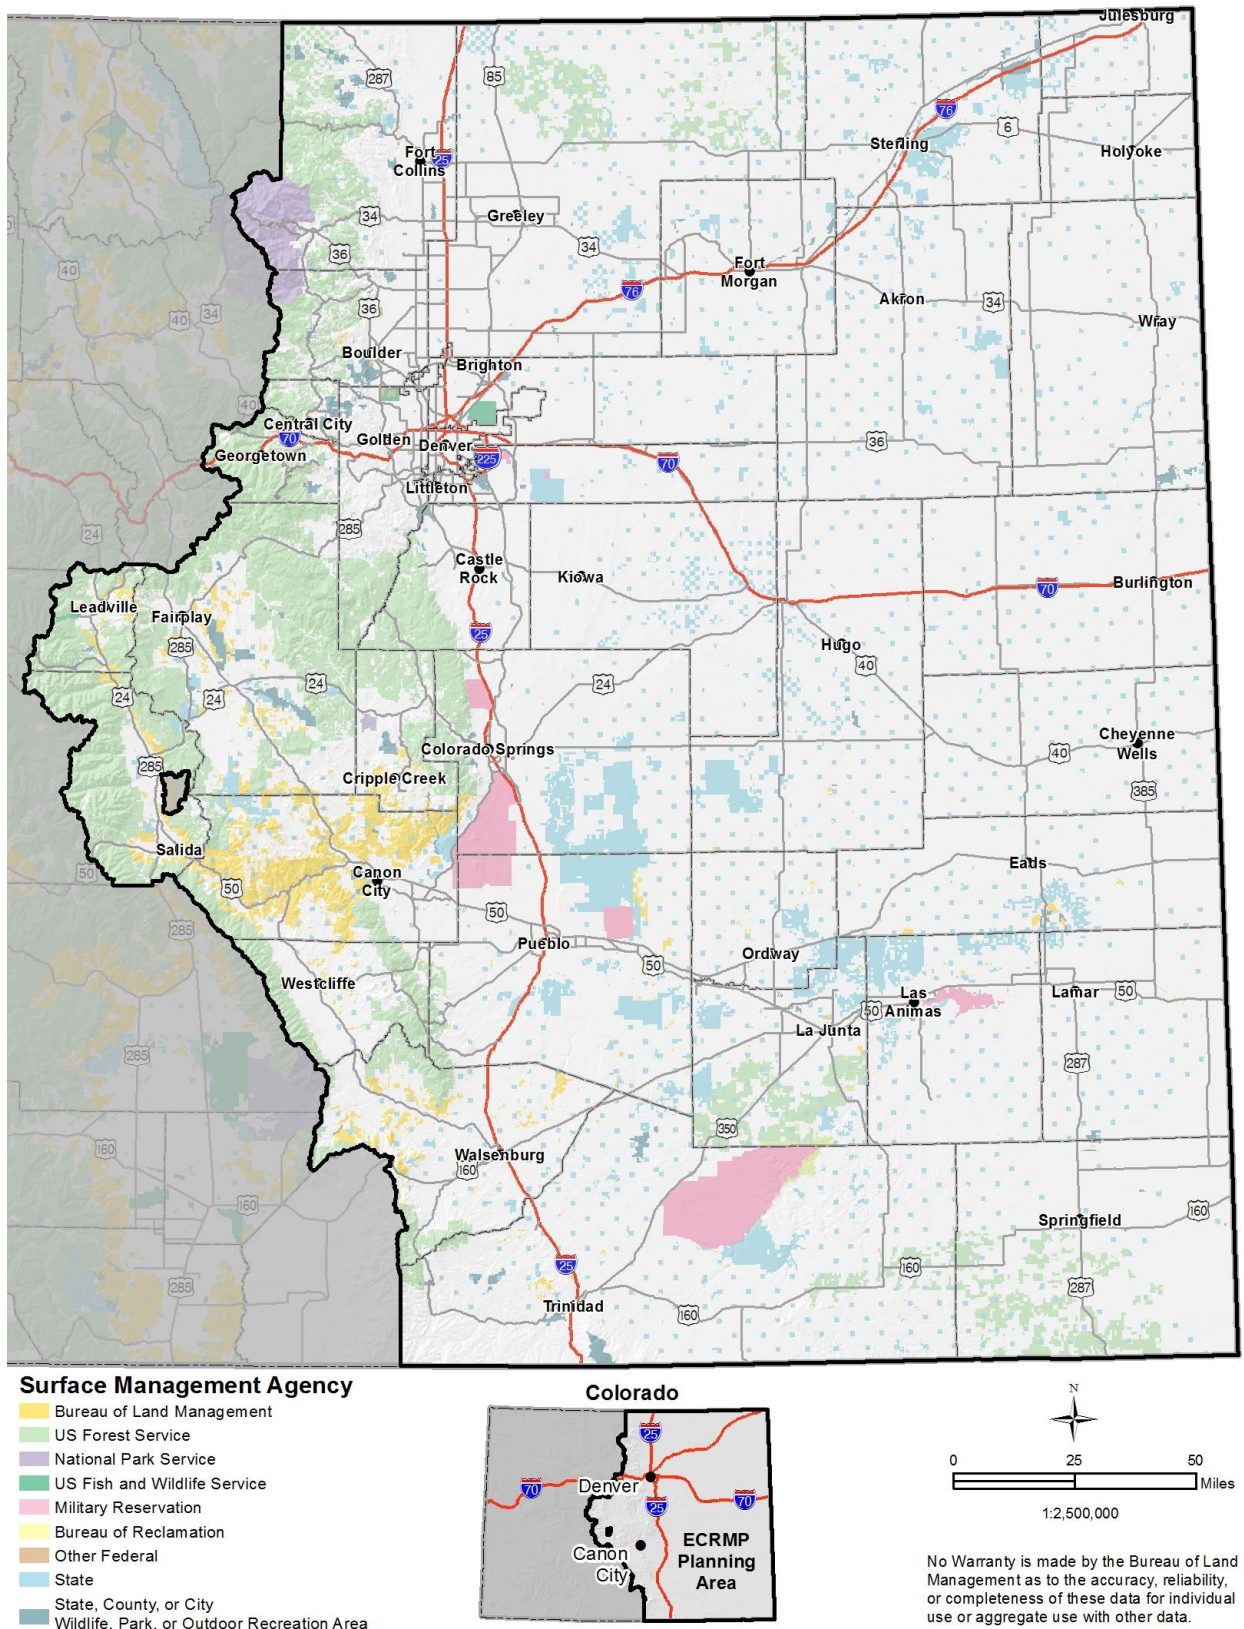 Julesburg
287
85
76
6
Sterling
Holyoke
Fort
Collins
25
34
Greeley
34
36
40
Fort
Morgan
76
Akron
34
40
34
36
Wray
Boulder
Brighton
40
Central City
70
Golden
Denver
36
Georgetown
225
70
Littleton
24
285
Castle
Rock
Kiowa
70
Burlington
Leadville
Fairplay
25
285
Hugo
40
24
24
24
Cheyenne
Wells
Colorado Springs
40
285
Cripple Creek
385
Salida
Eads
50
Canon
City
50
50
285
Pueblo
50
Ordway
Westcliffe
Las
Animas
Lamar
50
50
La Junta
285
287
350
160
Walsenburg
160
160
Springfield
160
25
160
285
287
Trinidad
160
Surface Management Agency
Bureau of Land Management
US Forest Service
National Park Service
US Fish and Wildlife Service
Military Reservation
Bureau of Reclamation
Other Federal
State
State, County, or City
Wildlife, Park, or Outdoor Recreation Area
Colorado
25
Denver
70
25
70
Canon
City
ECRMP
Planning
Area
N
0 25 50
Miles
1:2,500,000
No Warranty is made by the Bureau of Land
Management as to the accuracy, reliability,
or completeness of these data for individual
use or aggregate use with other data.